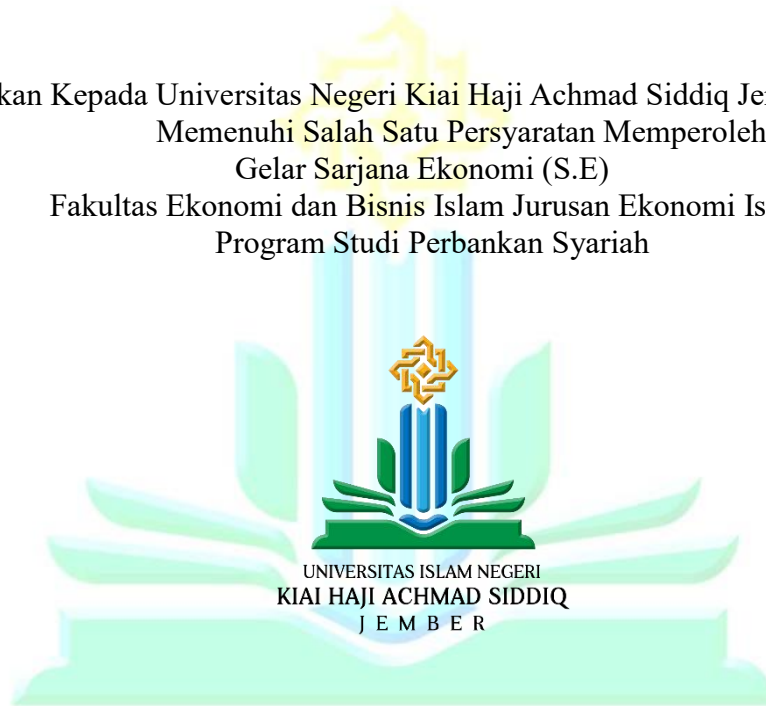 kan Kepada Universitas Negeri Kiai Haji Achmad Siddiq Je
Memenuhi Salah Satu Persyaratan Memperoleh
Gelar Sarjana Ekonomi (S.E)
Fakultas Ekonomi dan Bisnis Islam Jurusan Ekonomi Is
Program Studi Perbankan Syariah
UNIVERSITAS ISLAM NEGERI
KIAI HAJI ACHMAD SIDDIQ
JEMBER